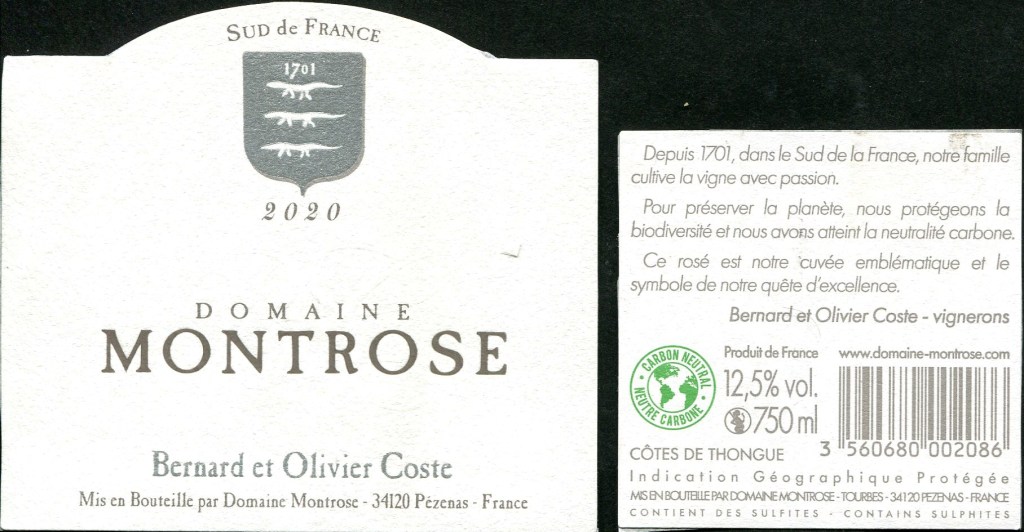 SUD de FRANCE
1701
2020
DOMAINE
MONTROSE
Bernard et Olivier Coste
Mis en Bouteille par Domaine Montrose - 34120 Pézenas - France
Depuis 1701, dans le Sud de la France, notre famille
cultive la vigne avec passion.
Pour préserver la planète, nous protégeons la
biodiversité et nous avons atteint la neutralité carbone.
Ce rosé est notre cuvée emblématique et le
symbole de notre quête d'excellence.
Bernard et Olivier Coste - vignerons
CARBON NEUTRAL
NEUTRE CARBONE
Produit de France
www.domaine-montrose.com
12,5% vol.
750 ml
3 560680 002086
CÔTES DE THONGUE
Indication Géographique Protégée
MIS EN BOUTEILLE PAR DOMAINE MONTROSE - TOURBES - 34120 PEZENAS - FRANCE
CONTIENT DES SULFITES - CONTAINS SULPHITES